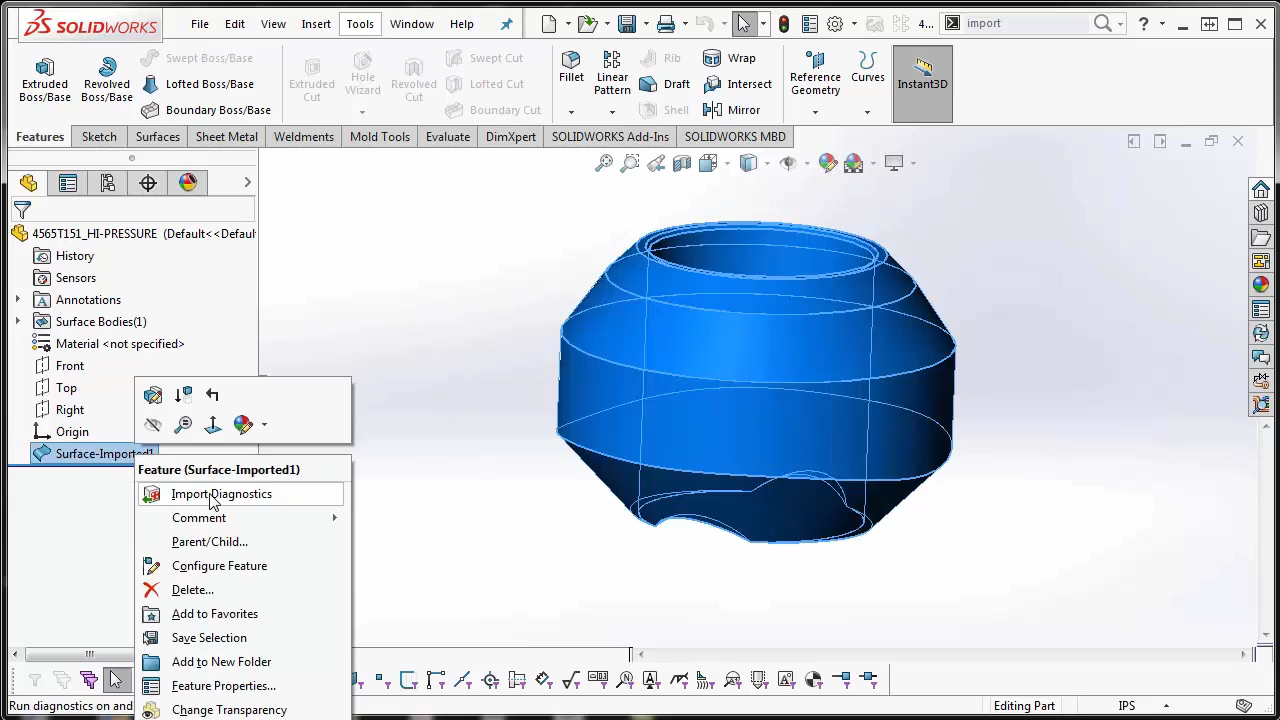 SOLIDWORKS File Edit View Insert Tools Window Help 4... import
Extruded Boss/Base
Revolved Boss/Base
Swept Boss/Base
Lofted Boss/Base
Boundary Boss/Base
Extruded Cut
Hole Wizard
Revolved Cut
Swept Cut
Lofted Cut
Boundary Cut
Fillet
Linear Pattern
Rib
Draft
Shell
Wrap
Intersect
Mirror
Reference Geometry
Curves
Instant3D
Features Sketch Surfaces Sheet Metal Weldments Mold Tools Evaluate DimXpert SOLIDWORKS Add-Ins SOLIDWORKS MBD
4565T151_HI-PRESSURE (Default<<Defaul
History
Sensors
Annotations
Surface Bodies(1)
Material <not specified>
Front
Top
Right
Origin
Surface-Imported1
Feature (Surface-Imported1)
Import Diagnostics
Comment
Parent/Child...
Configure Feature
Delete...
Add to Favorites
Save Selection
Add to New Folder
Feature Properties...
Change Transparency
Run diagnostics on and Editing Part IPS